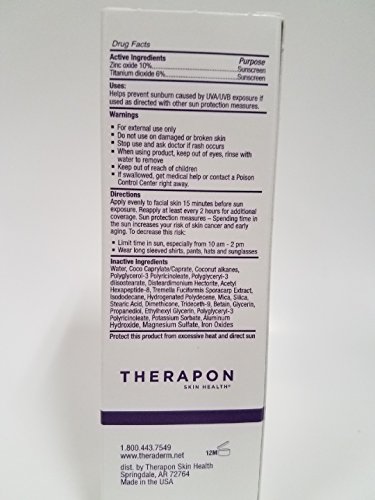 Drug Facts
Active Ingredients Purpose
Zinc oxide 10% Sunscreen
Titanium dioxide 6% Sunscreen
Uses:
Helps prevent sunburn caused by UVA/UVB exposure if
used as directed with other sun protection measures.
Warnings
• For external use only
• Do not use on damaged or broken skin
• Stop use and ask doctor if rash occurs
• When using product, keep out of eyes, rinse with
water to remove
• Keep out of reach of children
• If swallowed, get medical help or contact a Poison
Control Center right away.
Directions
Apply evenly to facial skin 15 minutes before sun
exposure. Reapply at least every 2 hours for additional
coverage. Sun protection measures – Spending time in
the sun increases your risk of skin cancer and early
aging. To decrease this risk:
• Limit time in sun, especially from 10 am - 2 pm
• Wear long sleeved shirts, pants, hats and sunglasses
Inactive Ingredients
Water, Coco Caprylate/Caprate, Coconut alkanes,
Polyglycerol-3 Polyricinoleate, Polyglyceryl-3
diisostearate, Disteardimonium Hectorite, Acetyl
Hexapeptide-8, Tremella Fuciformis Sporacarp Extract,
Isododecane, Hydrogenated Polydecene, Mica, Silica,
Stearic Acid, Dimethicone, Trideceth-9, Betain, Glycerin,
Propanediol, Ethylhexyl Glycerin, Polyglyceryl-3
Polyricinoleate, Potassium Sorbate, Aluminum
Hydroxide, Magnesium Sulfate, Iron Oxides
Protect this product from excessive heat and direct sun
THERAPON
SKIN HEALTH®
1.800.443.7549
www.theraderm.net
12M
dist. by Therapon Skin Health
Springdale, AR 72764
Made in the USA